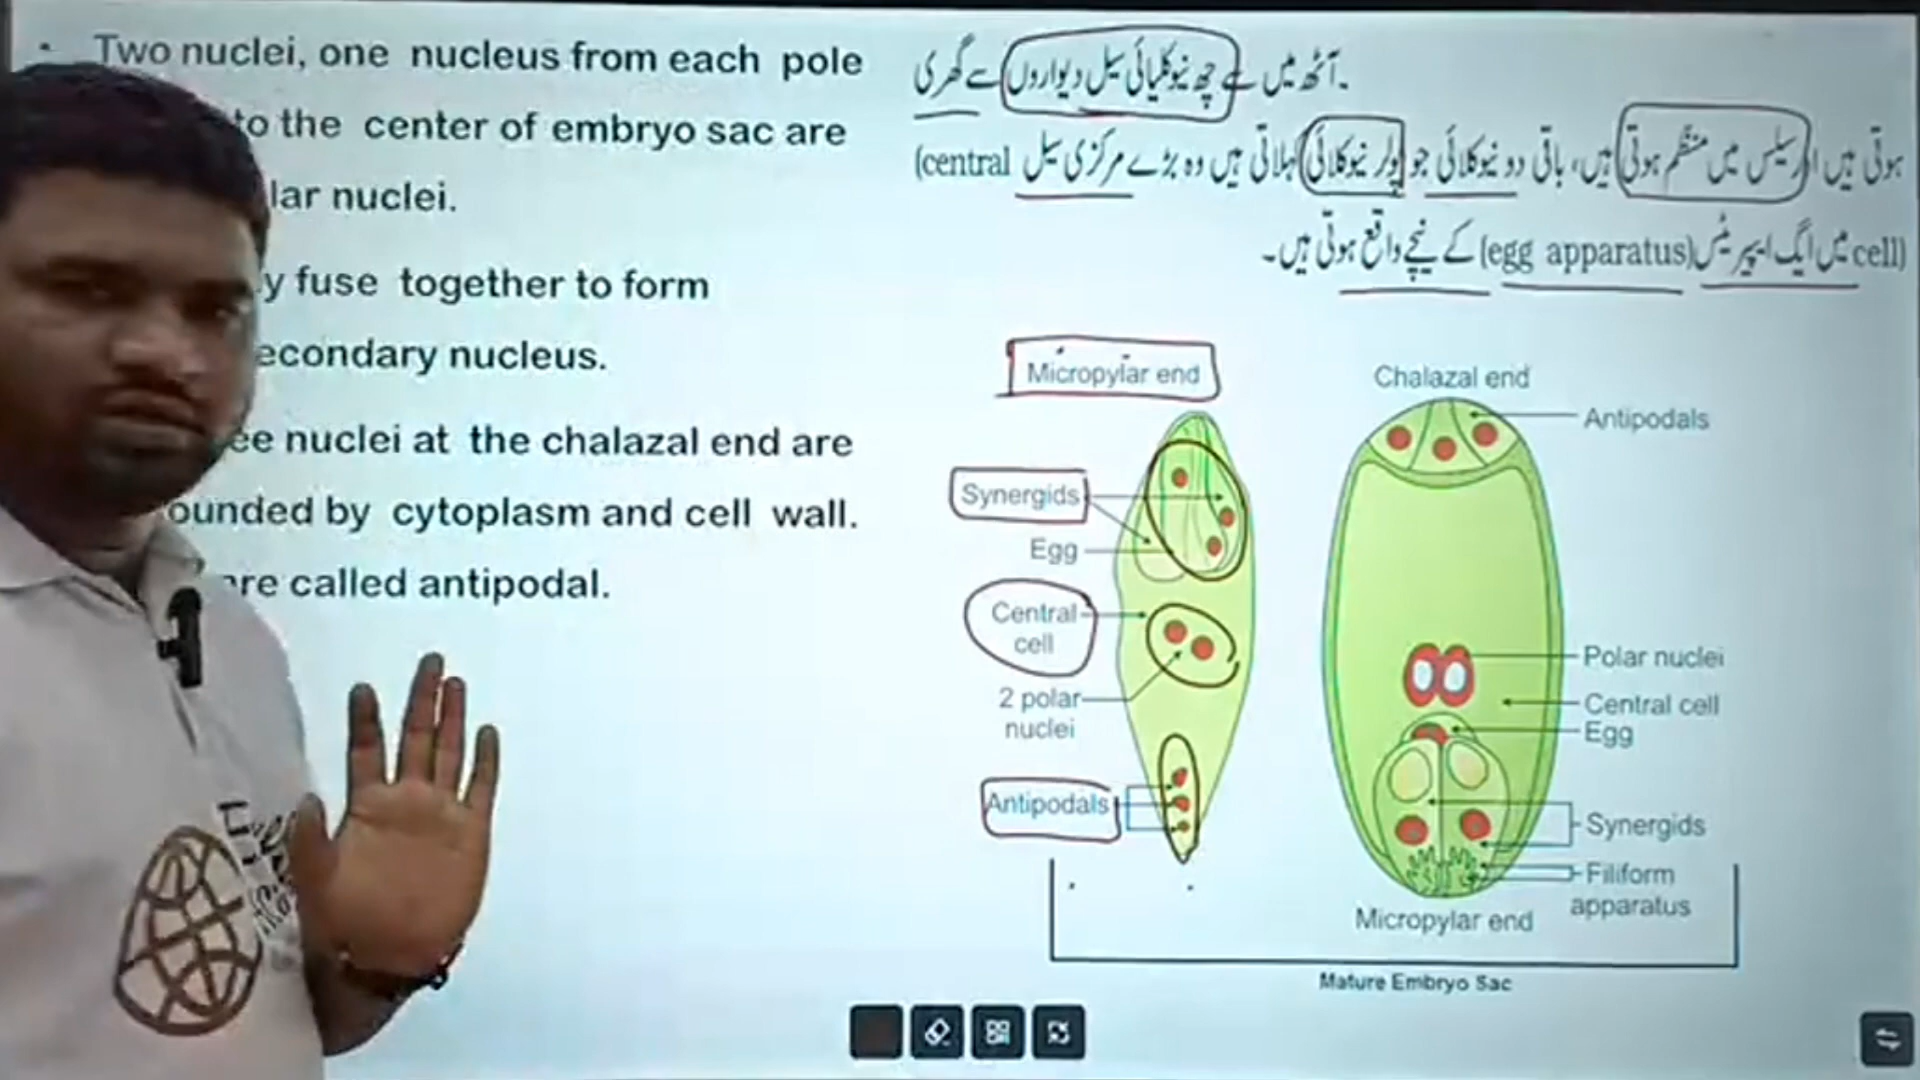 Two nuclei, one nucleus from each pole
to the center of embryo sac are
lar nuclei.
y fuse together to form
econdary nucleus.
ee nuclei at the chalazal end are
ounded by cytoplasm and cell wall.
are called antipodal.
آٹھ میں سے چھ نیوکلیائی سیل دیواروں سے گھری
ہوتی ہیں اور سیلس میں منظم ہوتی ہیں، باقی دو نیوکلائی جو پولر نیوکلائی ہلاتی ہیں وہ بڑے مرکزی سیل (central
cell) میں ایگ ایپریٹس (egg apparatus) کے نیچے واقع ہوتی ہیں۔
Micropylar end
Synergids
Egg
Central
cell
2 polar
nuclei
Antipodals
Chalazal end
Antipodals
Polar nuclei
Central cell
Egg
Synergids
Filiform
apparatus
Micropylar end
Mature Embryo Sac